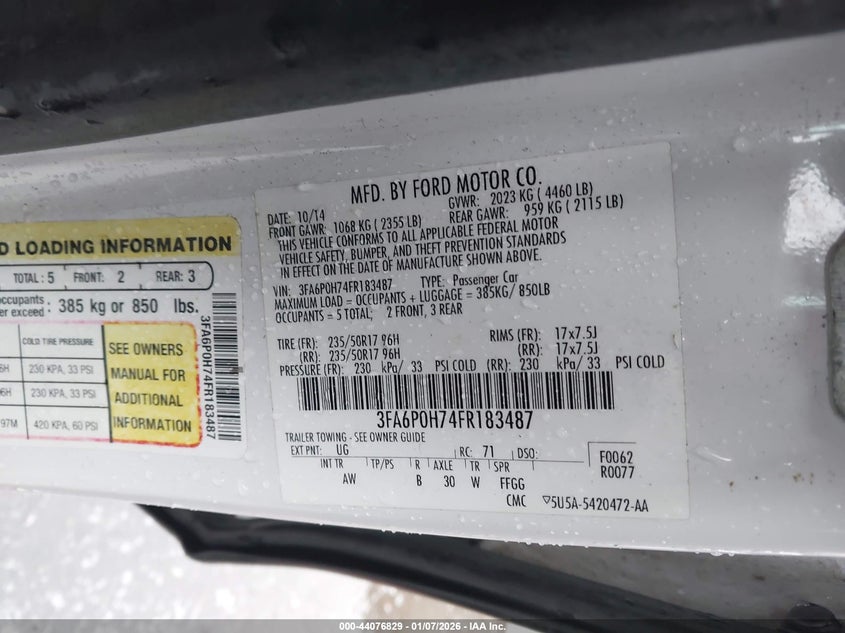 D LOADING INFORMATION
TOTAL: 5 FRONT: 2 REAR: 3
occupants
er exceed: 385 kg or 850 lbs.
COLD TIRE PRESSURE
6H 230 KPA, 33 PSI
6H 230 KPA, 33 PSI
97M 420 KPA, 60 PSI
SEE OWNERS
MANUAL FOR
ADDITIONAL
INFORMATION
3FA6P0H74FR183487
MFD. BY FORD MOTOR CO.
DATE: 10/14 GVWR: 2023 KG ( 4460 LB)
FRONT GAWR: 1068 KG ( 2355 LB) REAR GAWR: 959 KG ( 2115 LB)
THIS VEHICLE CONFORMS TO ALL APPLICABLE FEDERAL MOTOR
VEHICLE SAFETY, BUMPER, AND THEFT PREVENTION STANDARDS
IN EFFECT ON THE DATE OF MANUFACTURE SHOWN ABOVE.
VIN: 3FA6P0H74FR183487 TYPE: Passenger Car
MAXIMUM LOAD = OCCUPANTS + LUGGAGE = 385KG/ 850LB
OCCUPANTS = 5 TOTAL; 2 FRONT, 3 REAR
TIRE (FR): 235/50R17 96H RIMS (FR): 17x7.5J
(RR): 235/50R17 96H (RR): 17x7.5J
PRESSURE (FR): 230 kPa/ 33 PSI COLD (RR): 230 kPa/ 33 PSI COLD
3FA6P0H74FR183487
TRAILER TOWING - SEE OWNER GUIDE
EXT PNT: UG RC: 71 DSO: F0062
R0077
INT TR TP/PS R AXLE TR SPR
AW B 30 W FFGG
CMC ▽5U5A-5420472-AA
000-44076829 - 01/07/2026 - IAA Inc.